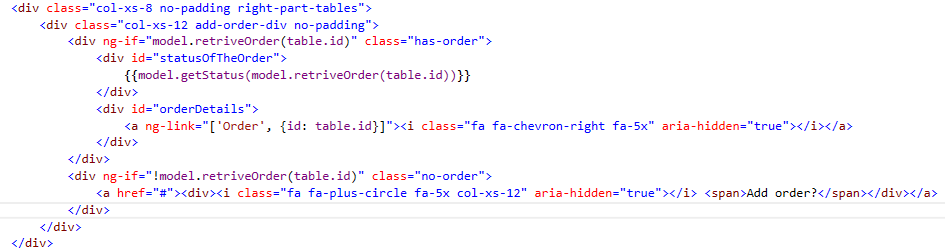 <div class="col-xs-8 no-padding right-part-tables">
    <div class="col-xs-12 add-order-div no-padding">
        <div ng-if="model.retriveOrder(table.id)" class="has-order">
            <div id="statusOfTheOrder">
                {{model.getStatus(model.retriveOrder(table.id))}}
            </div>
            <div id="orderDetails">
                <a ng-link="['Order', {id: table.id}]"><i class="fa fa-chevron-right fa-5x" aria-hidden="true"></i></a>
            </div>
        </div>
        <div ng-if="!model.retriveOrder(table.id)" class="no-order">
            <a href="#"><div><i class="fa fa-plus-circle fa-5x col-xs-12" aria-hidden="true"></i> <span>Add order?</span></div></a>
        </div>
    </div>
</div>